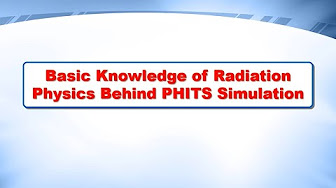 Basic Knowledge of Radiation
Physics Behind PHITS Simulation